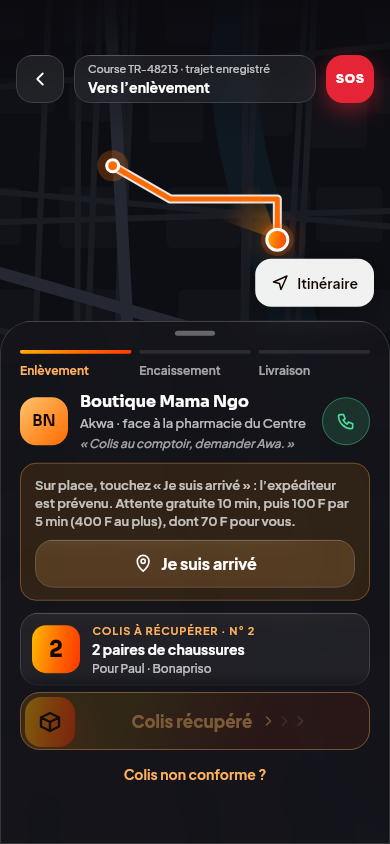 Course TR-48213 · trajet enregistré
Vers l'enlèvement
SOS
Itinéraire
Enlèvement
Encaissement
Livraison
BN
Boutique Mama Ngo
Akwa · face à la pharmacie du Centre
« Colis au comptoir, demander Awa. »
Sur place, touchez « Je suis arrivé » : l'expéditeur
est prévenu. Attente gratuite 10 min, puis 100 F par
5 min (400 F au plus), dont 70 F pour vous.
Je suis arrivé
2
COLIS À RÉCUPÉRER · N° 2
2 paires de chaussures
Pour Paul · Bonapriso
Colis récupéré
Colis non conforme ?